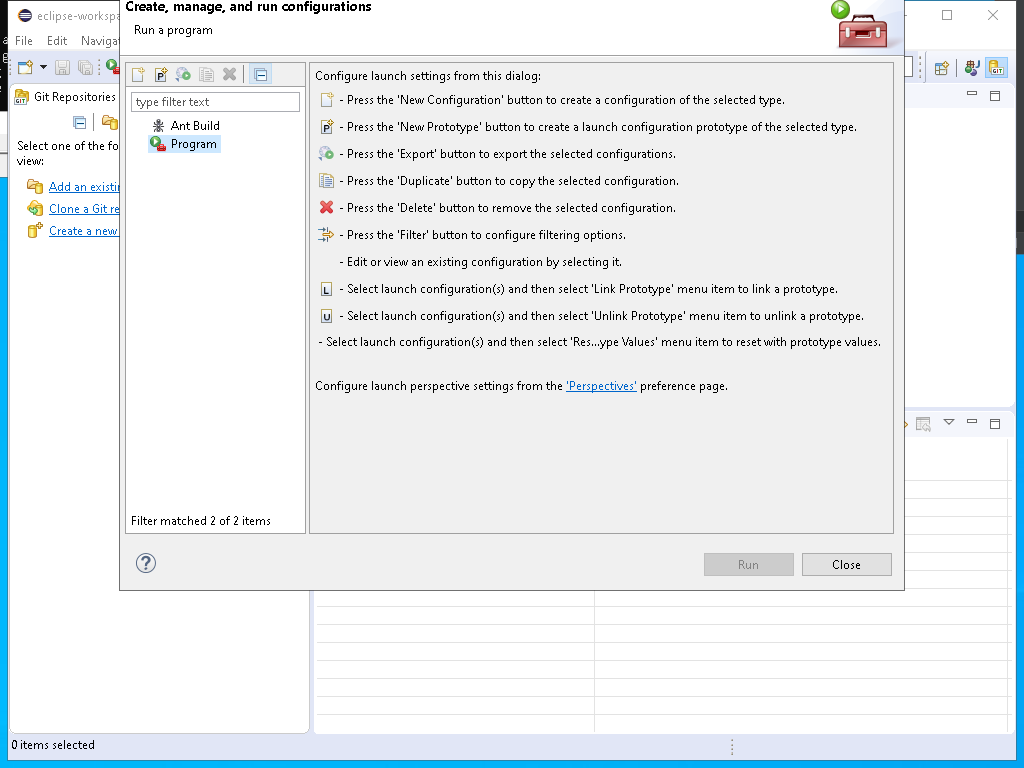 eclipse-workspa
Create, manage, and run configurations
Run a program
File Edit Navigat
Git Repositories
Select one of the fo
view:
Add an existin
Clone a Git re
Create a new
type filter text
Ant Build
Program
Filter matched 2 of 2 items
Configure launch settings from this dialog:
- Press the 'New Configuration' button to create a configuration of the selected type.
- Press the 'New Prototype' button to create a launch configuration prototype of the selected type.
- Press the 'Export' button to export the selected configurations.
- Press the 'Duplicate' button to copy the selected configuration.
- Press the 'Delete' button to remove the selected configuration.
- Press the 'Filter' button to configure filtering options.
- Edit or view an existing configuration by selecting it.
L - Select launch configuration(s) and then select 'Link Prototype' menu item to link a prototype.
U - Select launch configuration(s) and then select 'Unlink Prototype' menu item to unlink a prototype.
- Select launch configuration(s) and then select 'Res...ype Values' menu item to reset with prototype values.
Configure launch perspective settings from the 'Perspectives' preference page.
Run Close
0 items selected